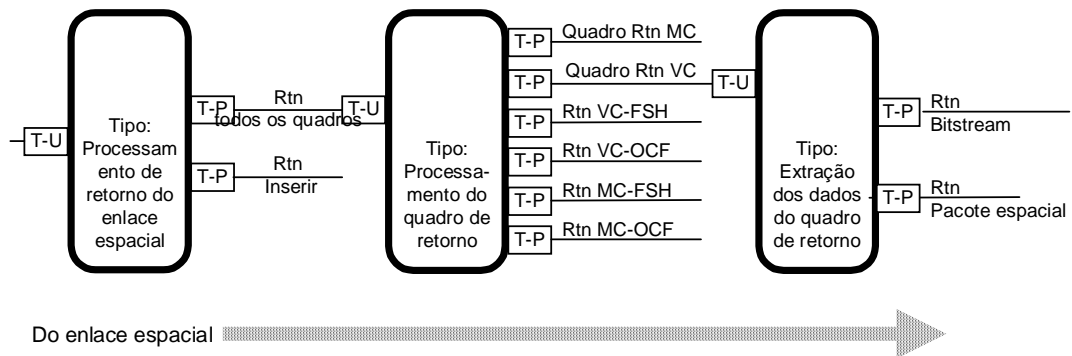 T-U
Tipo:
Processam
ento de
retorno do
enlace
espacial
T-P
Rtn
todos os quadros
T-P
Rtn
Inserir
T-U
Tipo:
Processa-
mento do
quadro de
retorno
T-P
Quadro Rtn MC
T-P
Quadro Rtn VC
T-P
Rtn VC-FSH
T-P
Rtn VC-OCF
T-P
Rtn MC-FSH
T-P
Rtn MC-OCF
T-U
Tipo:
Extração
dos dados
do quadro
de retorno
T-P
Rtn
Bitstream
T-P
Rtn
Pacote espacial
Do enlace espacial